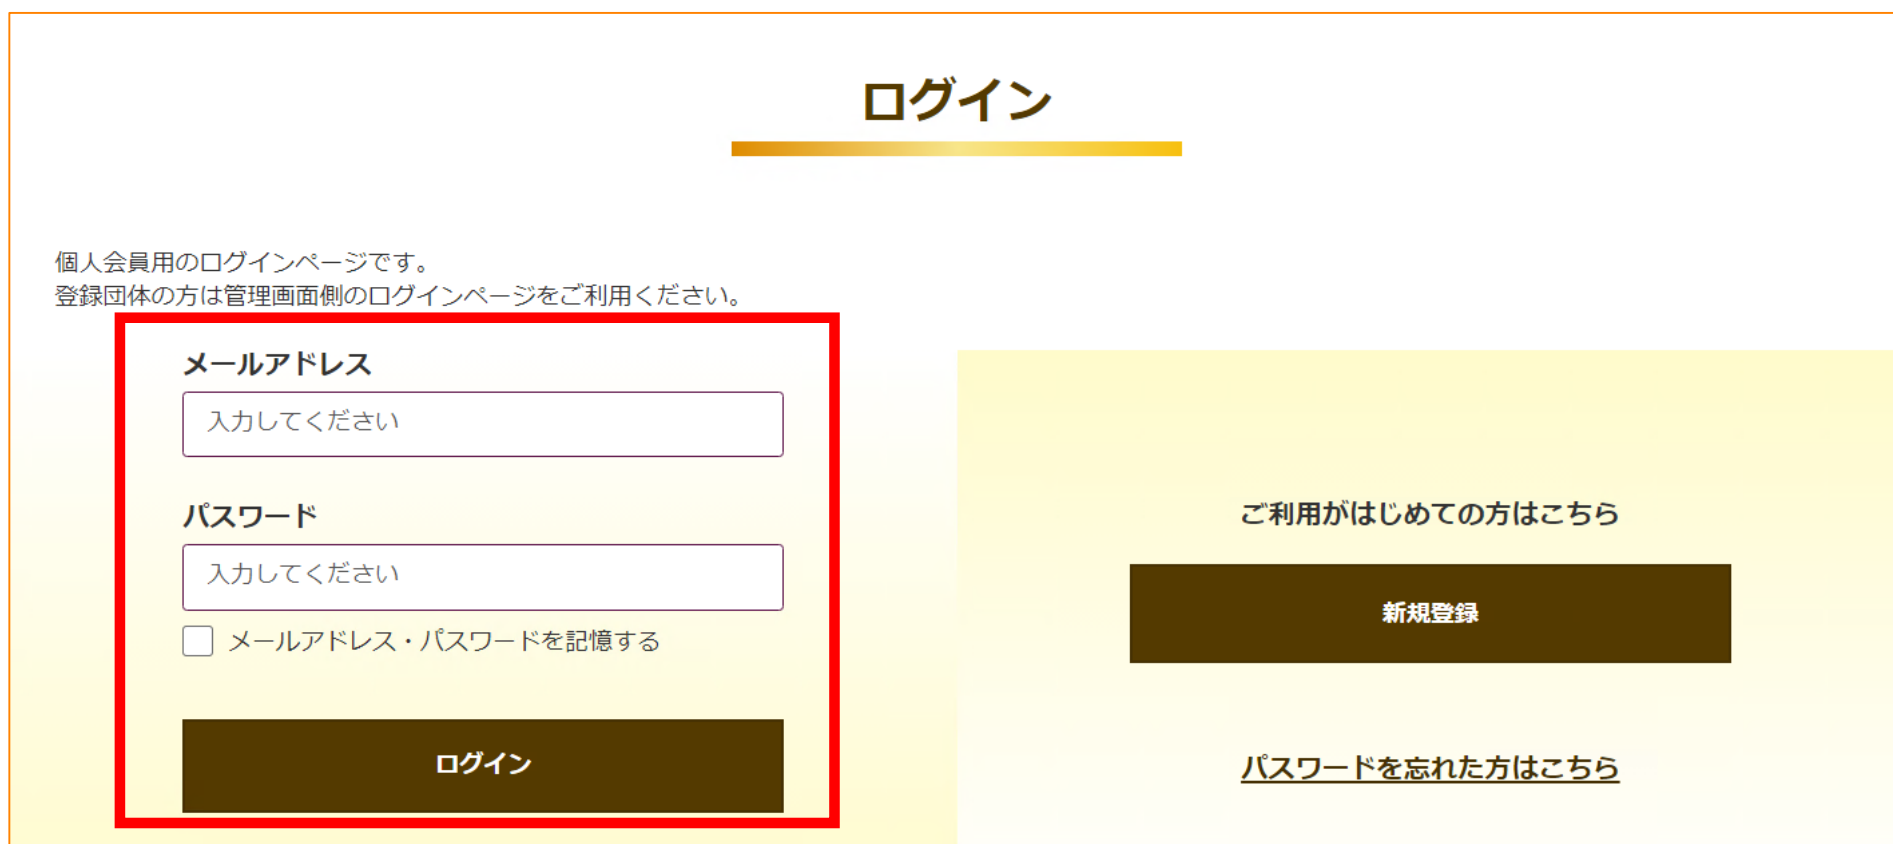 ログイン
個人会員用のログインページです。
登録団体の方は管理画面側のログインページをご利用ください。
メールアドレス
入力してください
パスワード
入力してください
メールアドレス・パスワードを記憶する
ログイン
ご利用がはじめての方はこちら
新規登録
パスワードを忘れた方はこちら